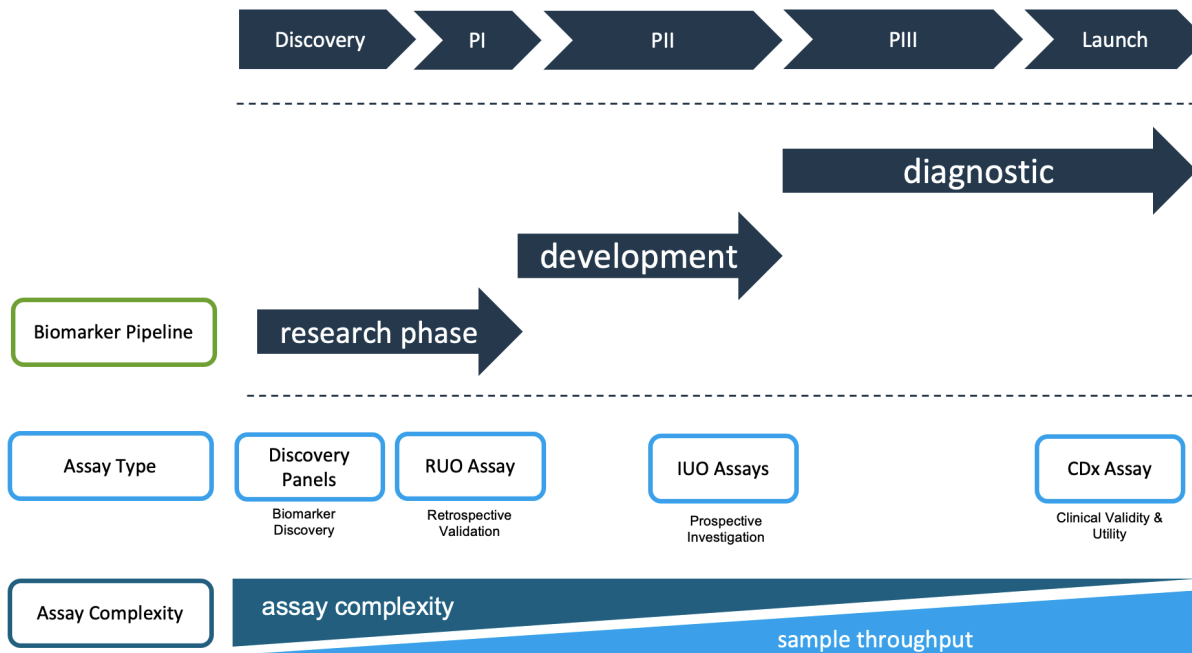 Discovery
PI
PII
PIII
Launch
diagnostic
development
research phase
Biomarker Pipeline
Assay Type
Discovery
Panels
RUO Assay
IUO Assays
CDx Assay
Biomarker
Discovery
Retrospective
Validation
Prospective
Investigation
Clinical Validity &
Utility
Assay Complexity
assay complexity
sample throughput